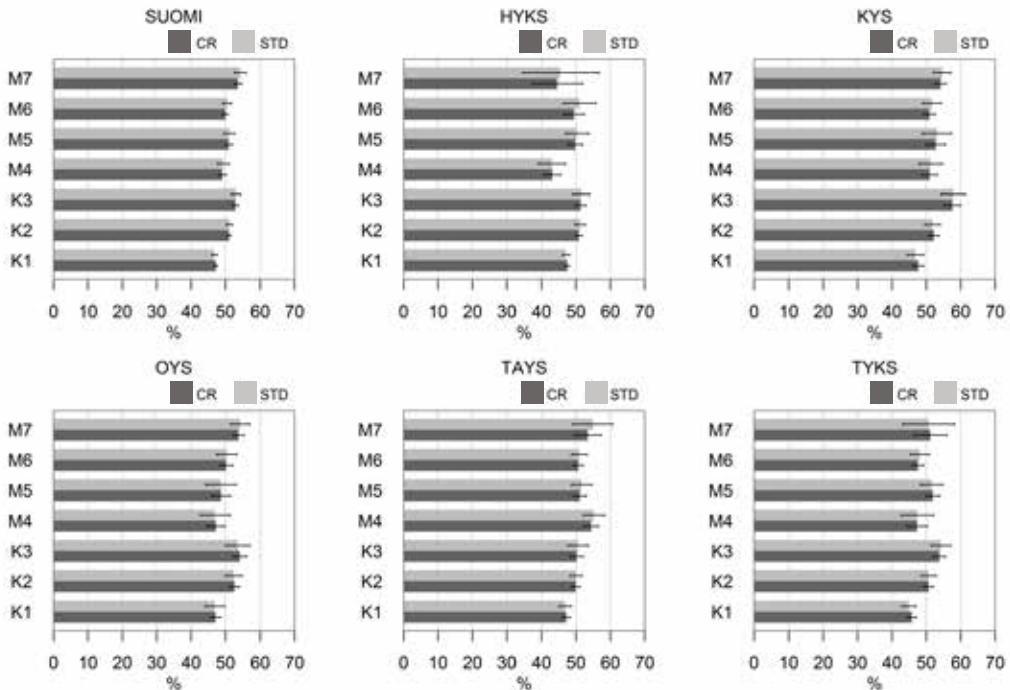 SUOMI HYKS KYS
CR STD CR STD CR STD
M7 M7 M7
M6 M6 M6
M5 M5 M5
M4 M4 M4
K3 K3 K3
K2 K2 K2
K1 K1 K1
0 10 20 30 40 50 60 70 0 10 20 30 40 50 60 70 0 10 20 30 40 50 60 70
% % %
OYS TAYS TYKS
CR STD CR STD CR STD
M7 M7 M7
M6 M6 M6
M5 M5 M5
M4 M4 M4
K3 K3 K3
K2 K2 K2
K1 K1 K1
0 10 20 30 40 50 60 70 0 10 20 30 40 50 60 70 0 10 20 30 40 50 60 70
% % %